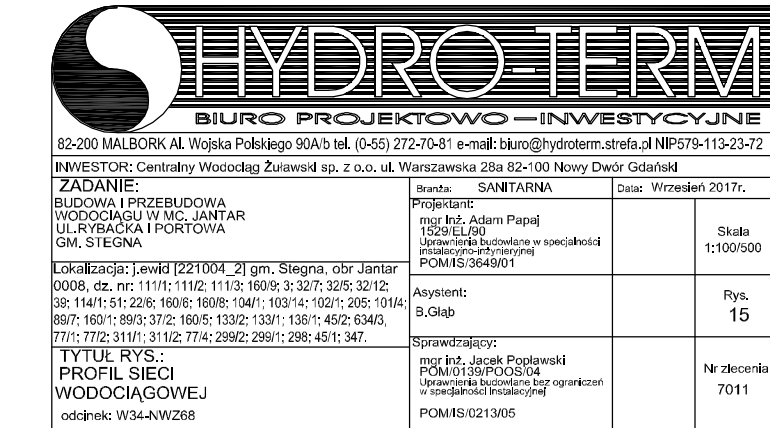 HYDRO-TERM
BIURO PROJEKTOWO-INWESTYCYJNE
82-200 MALBORK Al. Wojska Polskiego 90A/b tel. (0-55) 272-70-81 e-mail: biuro@hydroterm.strefa.pl NIP579-113-23-72
INWESTOR: Centralny Wodociąg Żuławski sp. z o.o. ul. Warszawska 28a 82-100 Nowy Dwór Gdański
ZADANIE:
BUDOWA I PRZEBUDOWA
WODOCIĄGU W MC. JANTAR
UL.RYBACKA I PORTOWA
GM. STEGNA
Lokalizacja: j.ewid [221004_2] gm. Stegna, obr Jantar
0008, dz. nr: 111/1; 111/2; 111/3; 160/9; 3; 32/7; 32/5; 32/12;
39; 114/1; 51; 22/6; 160/6; 160/8; 104/1; 103/14; 102/1; 205; 101/4;
89/7; 160/1; 89/3; 37/2; 160/5; 133/2; 133/1; 136/1; 45/2; 634/3,
77/1; 77/2; 311/1; 311/2; 77/4; 299/2; 299/1; 298; 45/1; 347.
TYTUŁ RYS.:
PROFIL SIECI
WODOCIĄGOWEJ
odcinek: W34-NWZ68
Branża: SANITARNA
Data: Wrzesień 2017r.
Projektant:
mgr Inż. Adam Papaj
1529/EL/90
Uprawnienia budowlane w specjalności
instalacyjno-inżynieryjnej
POM/IS/3649/01
Skala
1:100/500
Asystent:
B.Głąb
Rys.
15
Sprawdzający:
mgr inż. Jacek Popławski
POM/0139/POOS/04
Uprawnienia budowlane bez ograniczeń
w specjalności Instalacyjnej
POM/IS/0213/05
Nr zlecenia
7011